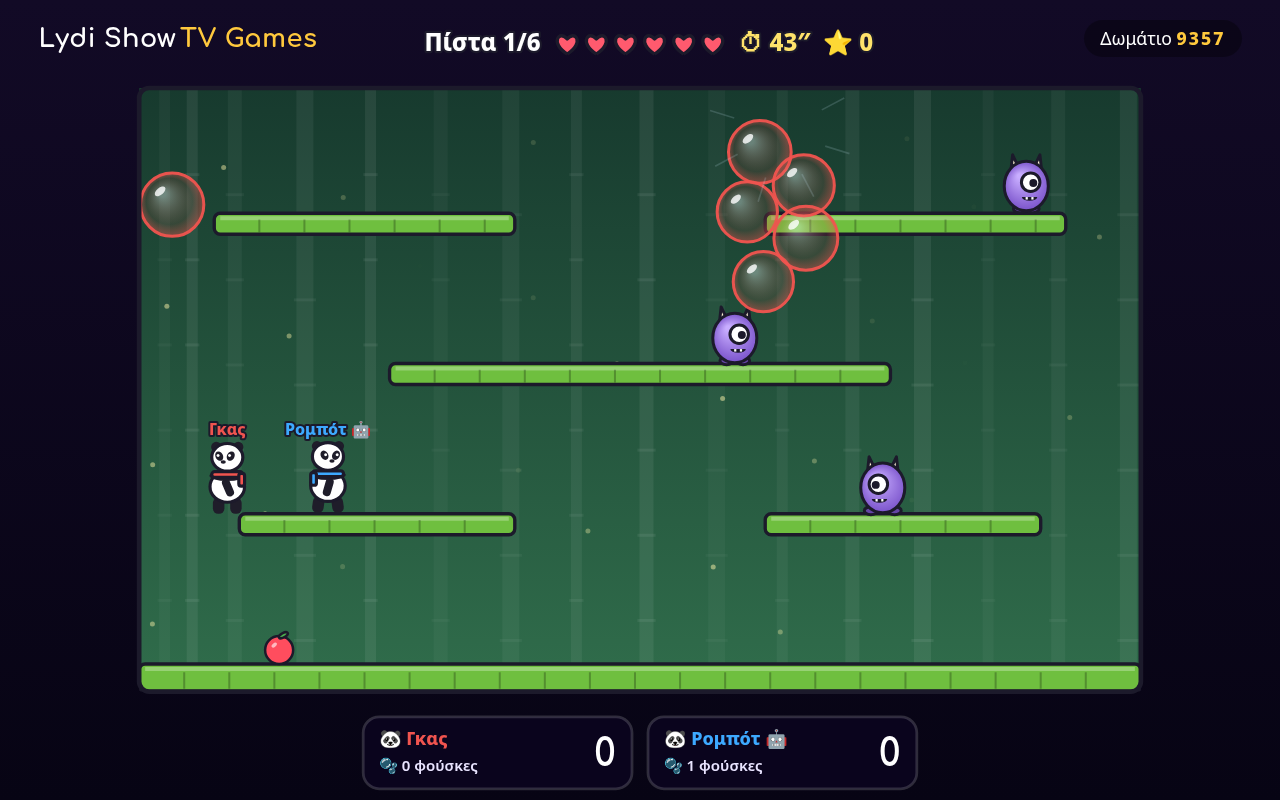 Lydi Show TV Games
Πίστα 1/6 43″ 0
Δωμάτιο 9357
Γκας
Ρομπότ
Γκας 0
0 φούσκες
Ρομπότ 0
1 φούσκες